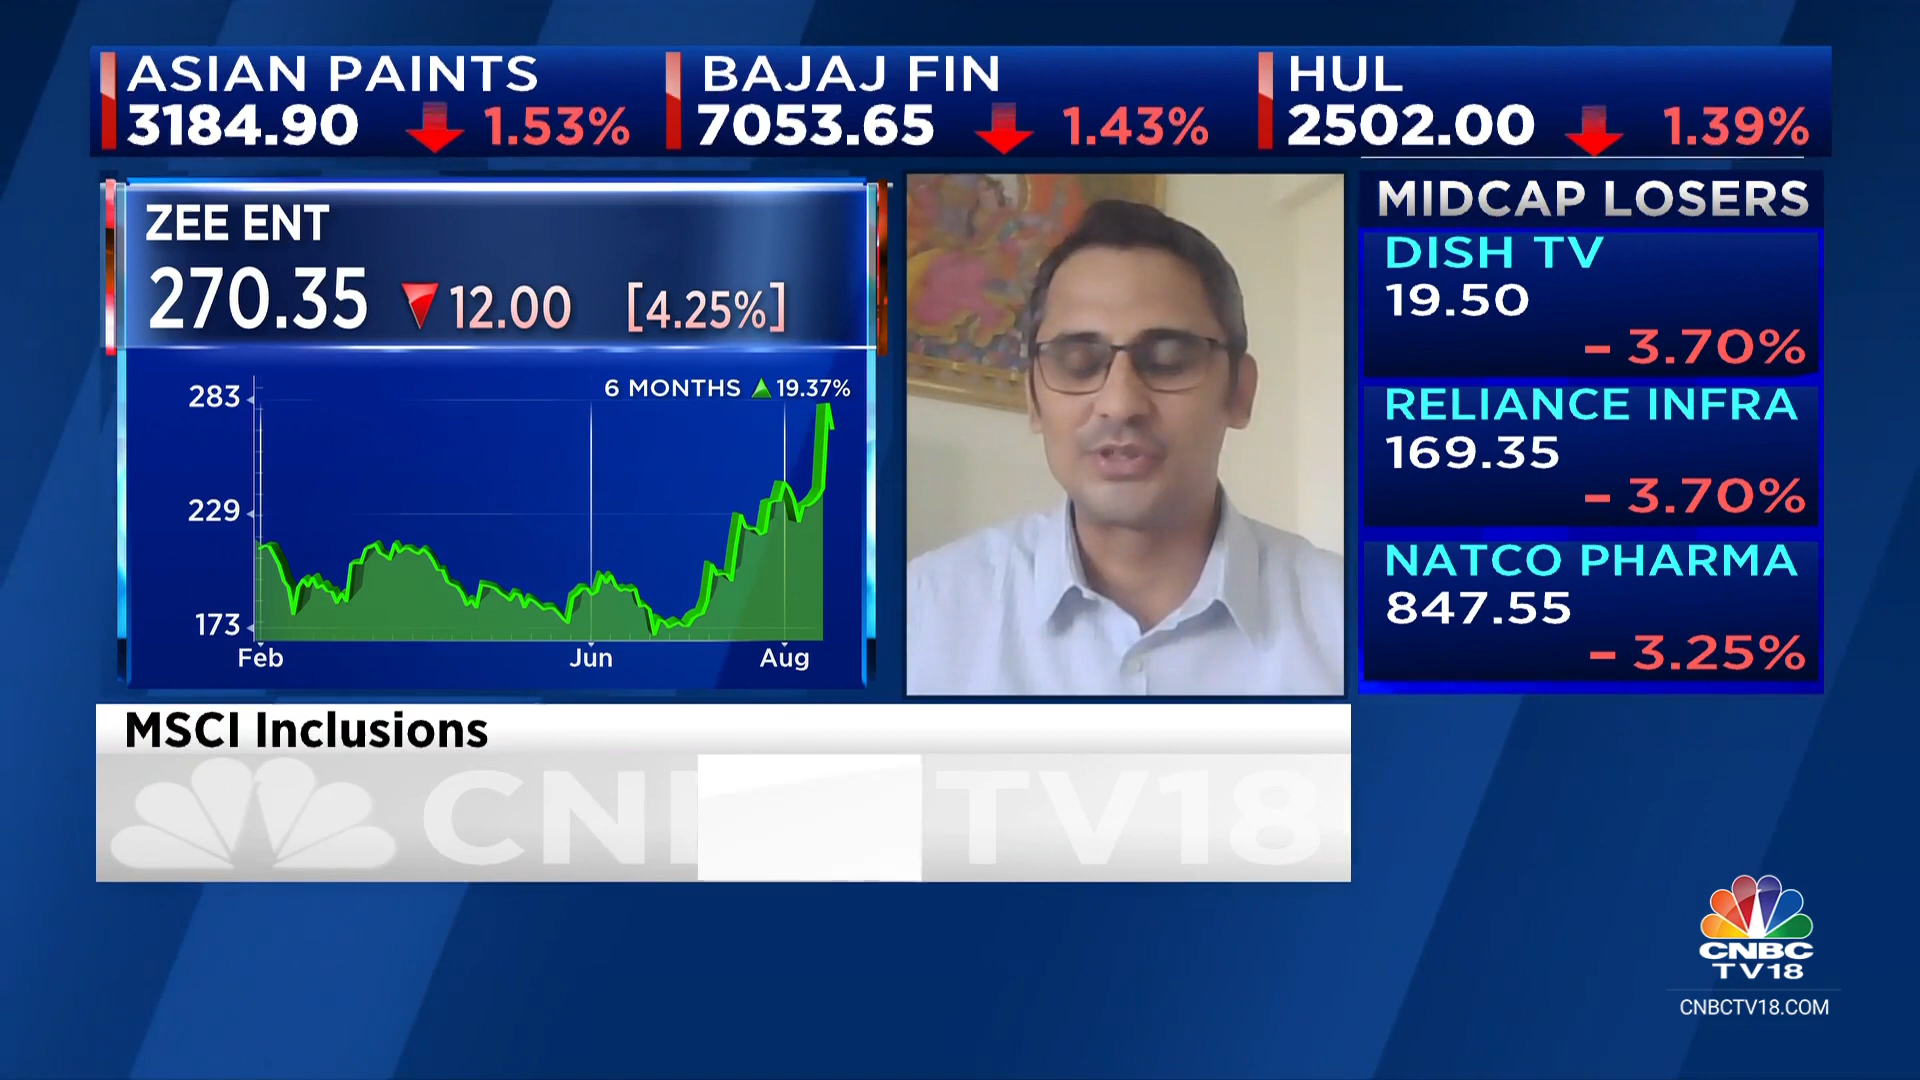 ASIAN PAINTS
3184.90 1.53%
BAJAJ FIN
7053.65 1.43%
HUL
2502.00 1.39%
ZEE ENT
270.35 12.00 [4.25%]
6 MONTHS 19.37%
283
229
173
Feb Jun Aug
MIDCAP LOSERS
DISH TV
19.50
– 3.70%
RELIANCE INFRA
169.35
– 3.70%
NATCO PHARMA
847.55
– 3.25%
MSCI Inclusions
CN TV18
CNBC
TV18
CNBCTV18.COM